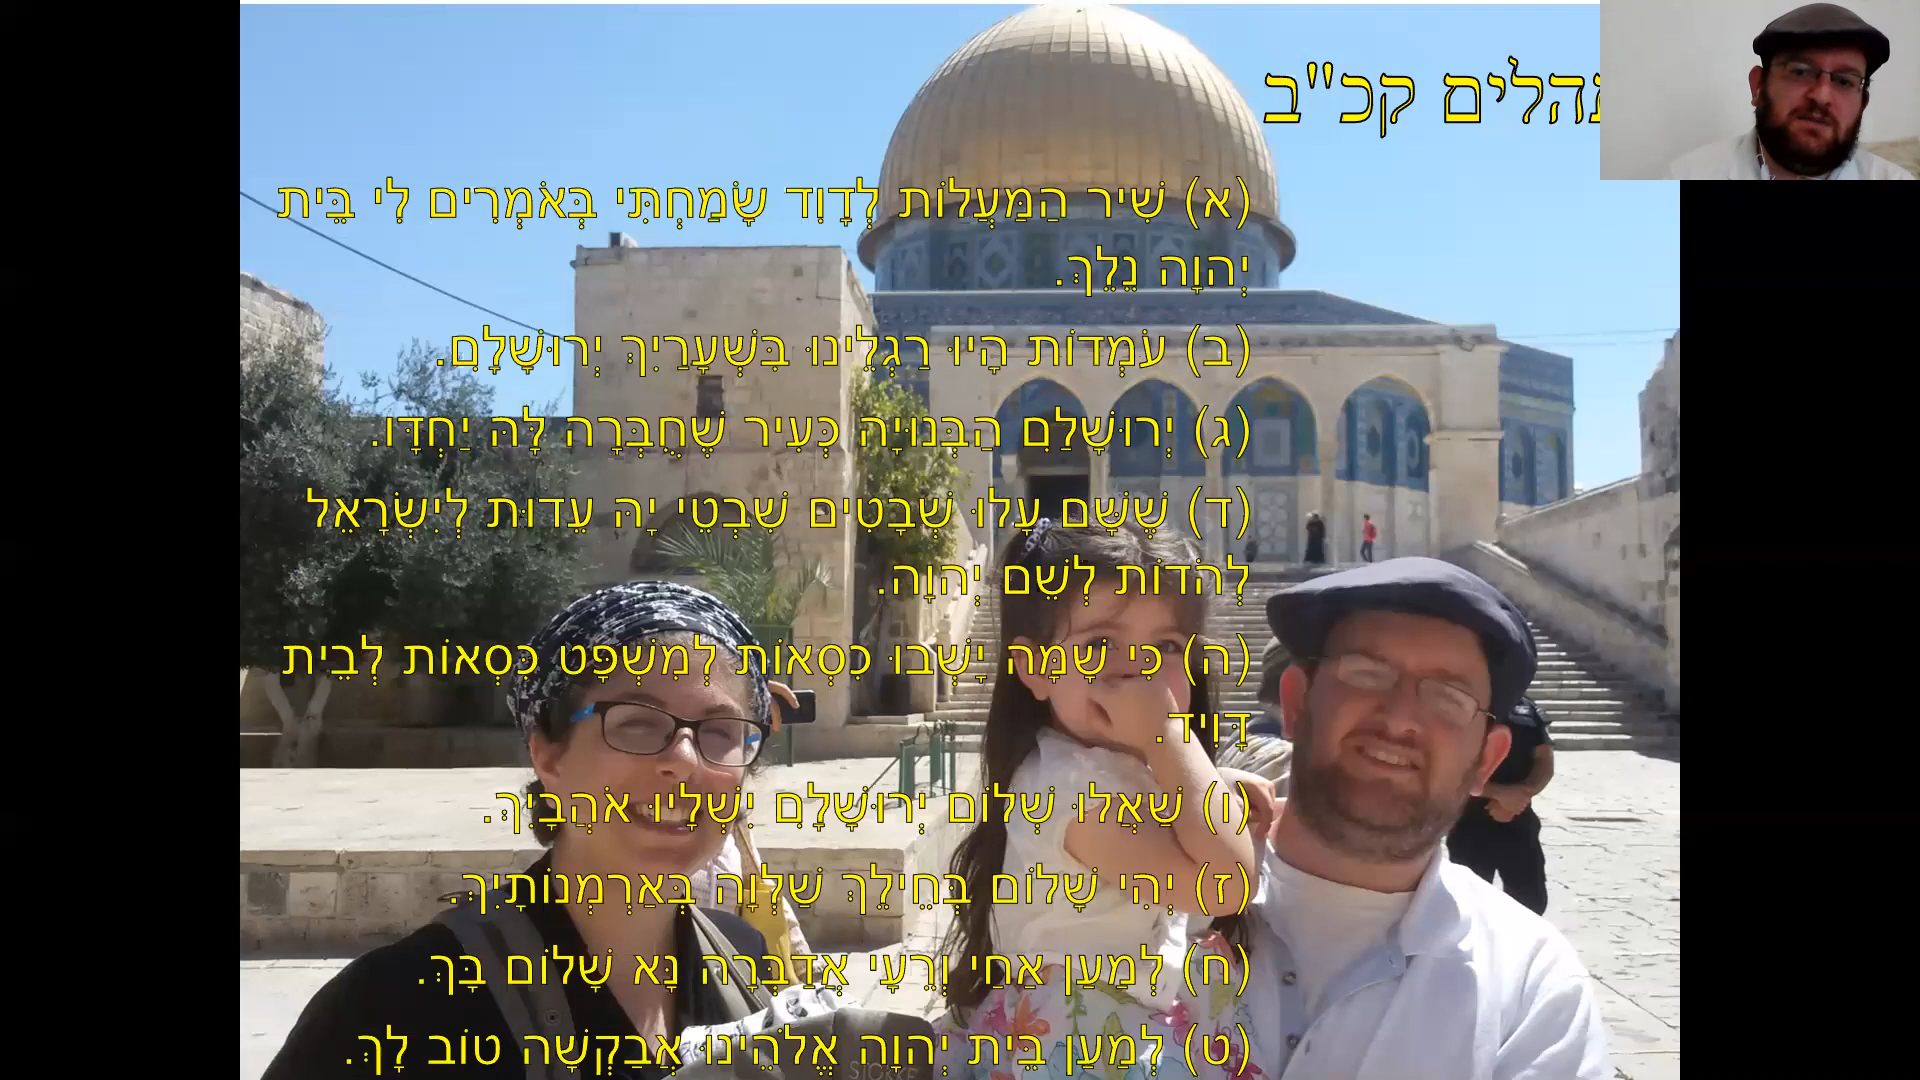 תהלים קכ"ב
(א) שִׁיר הַמַּעֲלוֹת לְדָוִד שָׂמַחְתִּי בְּאֹמְרִים לִי בֵּית
יְהוָה נֵלֵךְ.
(ב) עֹמְדוֹת הָיוּ רַגְלֵינוּ בִּשְׁעָרַיִךְ יְרוּשָׁלָםִ.
(ג) יְרוּשָׁלַםִ הַבְּנוּיָה כְּעִיר שֶׁחֻבְּרָה לָּהּ יַחְדָּו.
(ד) שֶׁשָּׁם עָלוּ שְׁבָטִים שִׁבְטֵי יָהּ עֵדוּת לְיִשְׂרָאֵל
לְהֹדוֹת לְשֵׁם יְהוָה.
(ה) כִּי שָׁמָּה יָשְׁבוּ כִסְאוֹת לְמִשְׁפָּט כִּסְאוֹת לְבֵית
דָּוִיד.
(ו) שַׁאֲלוּ שְׁלוֹם יְרוּשָׁלָםִ יִשְׁלָיוּ אֹהֲבָיִךְ.
(ז) יְהִי שָׁלוֹם בְּחֵילֵךְ שַׁלְוָה בְּאַרְמְנוֹתָיִךְ.
(ח) לְמַעַן אַחַי וְרֵעָי אֲדַבְּרָה נָּא שָׁלוֹם בָּךְ.
(ט) לְמַעַן בֵּית יְהוָה אֱלֹהֵינוּ אֲבַקְשָׁה טוֹב לָךְ.
STOKKE